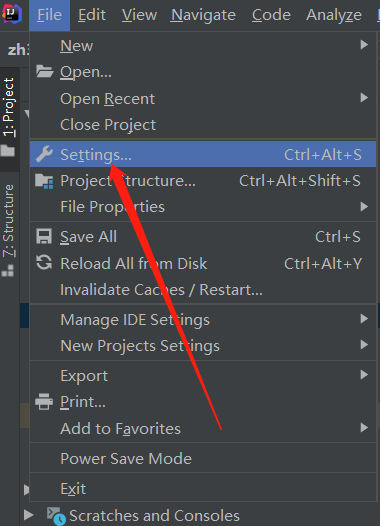 IJ
File Edit View Navigate Code Analyze
zh
1: Project
7: Structure
New
Open...
Open Recent
Close Project
Settings... Ctrl+Alt+S
Project Structure... Ctrl+Alt+Shift+S
File Properties
Save All Ctrl+S
Reload All from Disk Ctrl+Alt+Y
Invalidate Caches / Restart...
Manage IDE Settings
New Projects Settings
Export
Print...
Add to Favorites
Power Save Mode
Exit
Scratches and Consoles